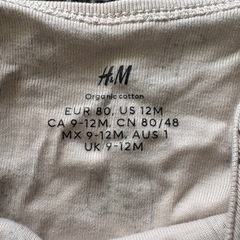 H&M
Organic cotton
EUR 80, US 12M
CA 9-12M, CN 80/48
MX 9-12M, AUS 1
UK 9-12M